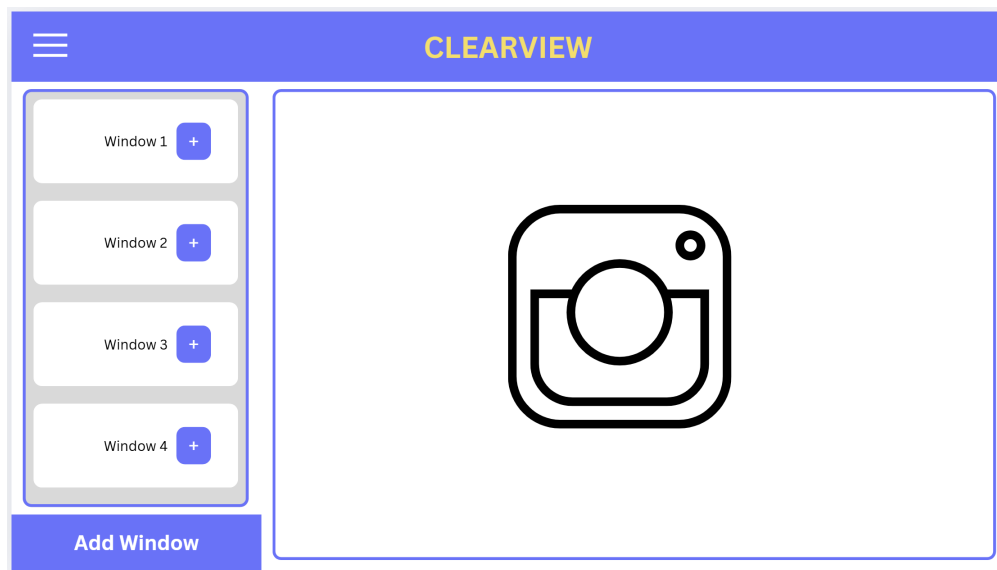 CLEARVIEW
Window 1 +
Window 2 +
Window 3 +
Window 4 +
Add Window